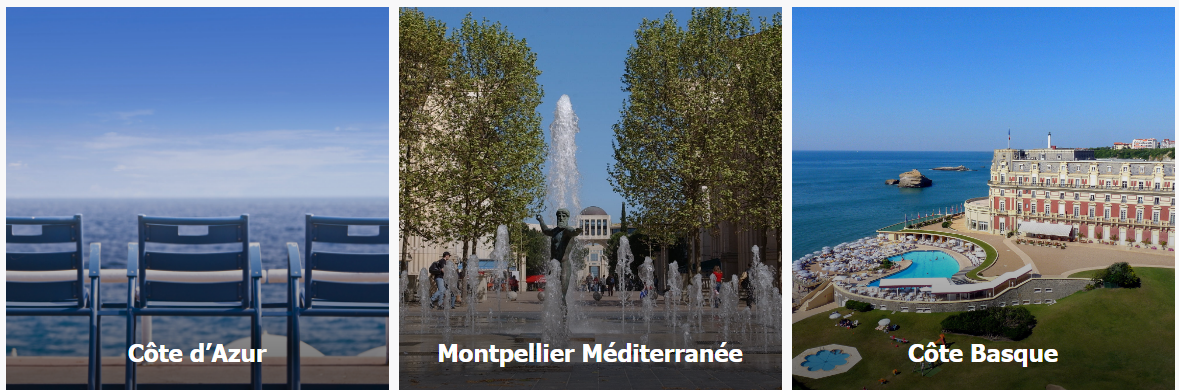 Côte d’Azur
Montpellier Méditerranée
Côte Basque